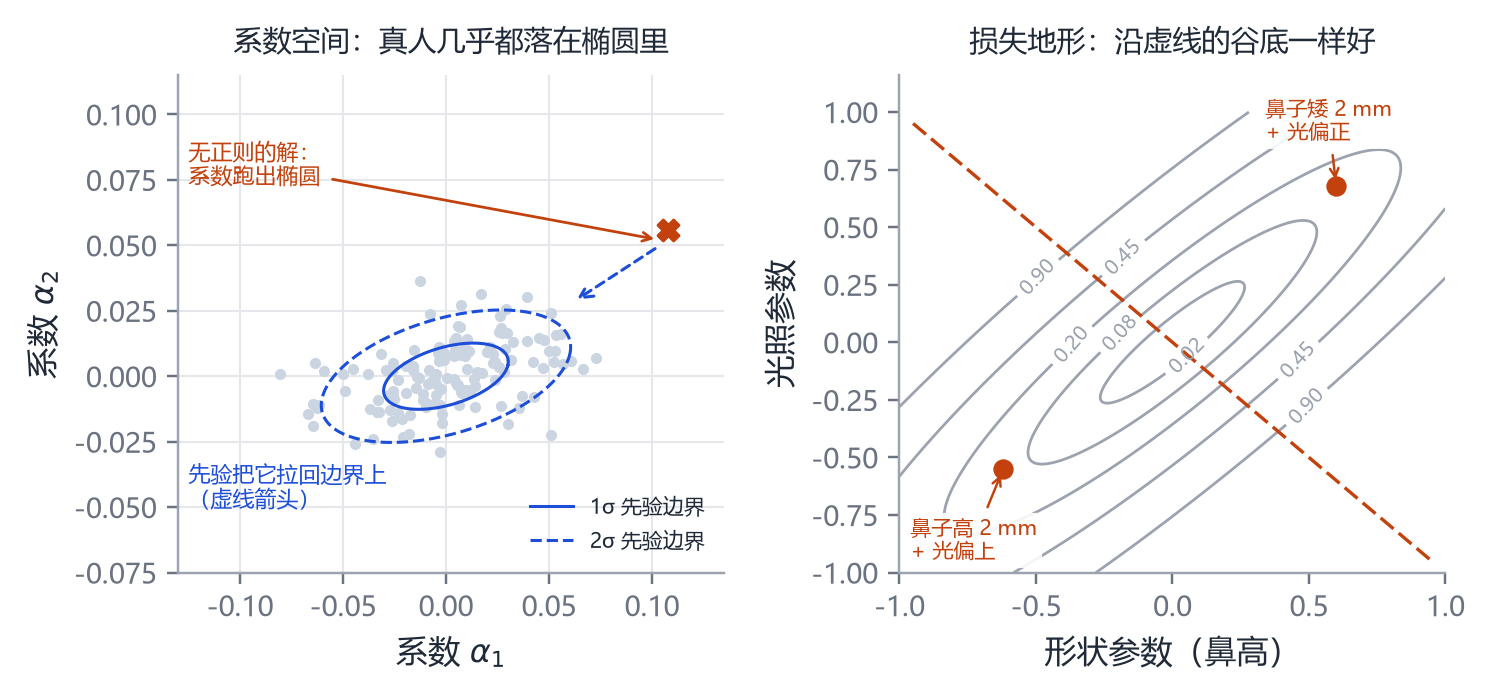 系数空间：真人几乎都落在椭圆里
0.100
0.075
0.050
0.025
0.000
-0.025
-0.050
-0.075
系数 α₂
无正则的解：
系数跑出椭圆
先验把它拉回边界上
（虚线箭头）
1σ 先验边界
2σ 先验边界
-0.10
-0.05
0.00
0.05
0.10
系数 α₁
损失地形：沿虚线的谷底一样好
1.00
0.75
0.50
0.25
0.00
-0.25
-0.50
-0.75
-1.00
光照参数
鼻子矮 2 mm
+ 光偏正
0.90
0.45
0.20
0.08
0.02
0.45
0.90
鼻子高 2 mm
+ 光偏上
-1.0
-0.5
0.0
0.5
1.0
形状参数（鼻高）